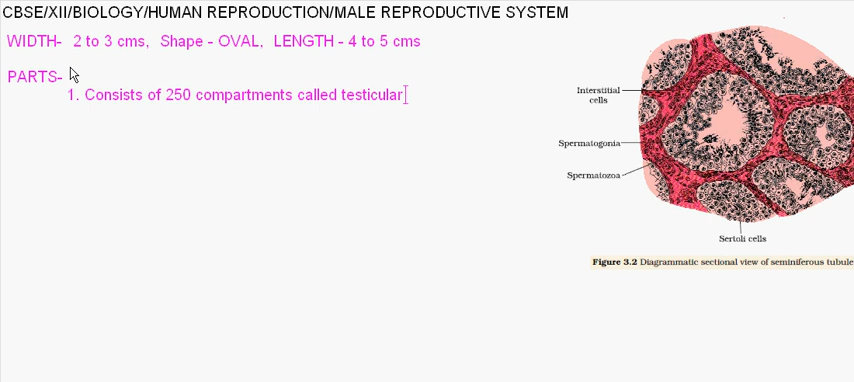 CBSE/XII/BIOLOGY/HUMAN REPRODUCTION/MALE REPRODUCTIVE SYSTEM
WIDTH- 2 to 3 cms, Shape - OVAL, LENGTH - 4 to 5 cms
PARTS-
1. Consists of 250 compartments called testicular
Interstitial
cells
Spermatogonia
Spermatozoa
Sertoli cells
Figure 3.2 Diagrammatic sectional view of seminiferous tubule